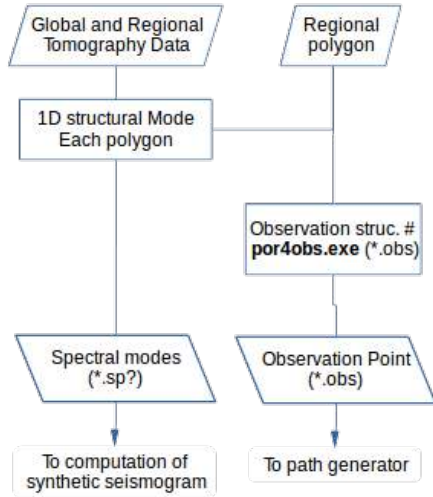 Global and Regional
Tomography Data
Regional
polygon
1D structural Mode
Each polygon
Observation struc. #
por4obs.exe (*.obs)
Spectral modes
(*.sp?)
Observation Point
(*.obs)
To computation of
synthetic seismogram
To path generator